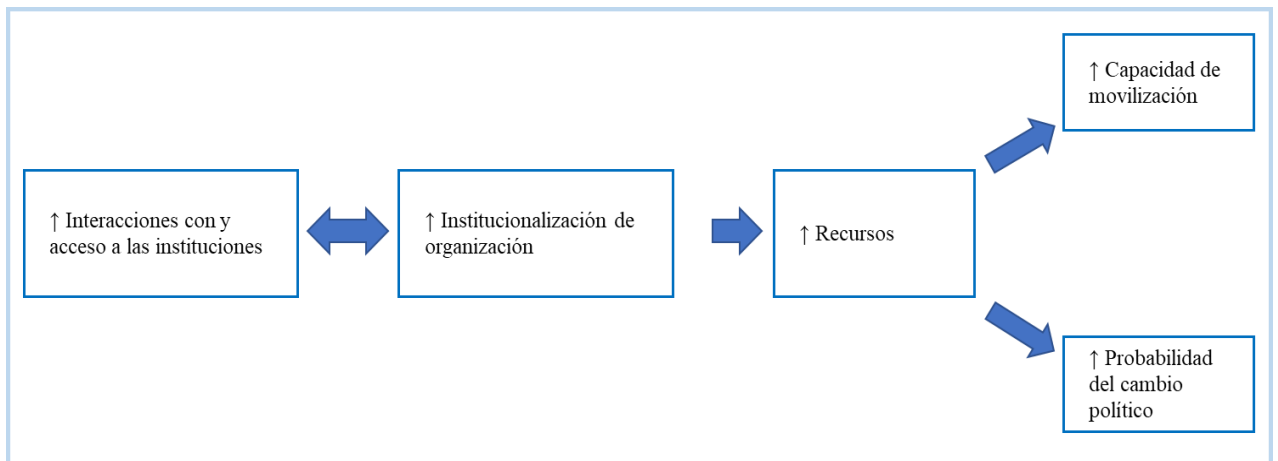 ↑ Interacciones con y
acceso a las instituciones
↑ Institucionalización de
organización
↑ Recursos
↑ Capacidad de
movilización
↑ Probabilidad
del cambio
político